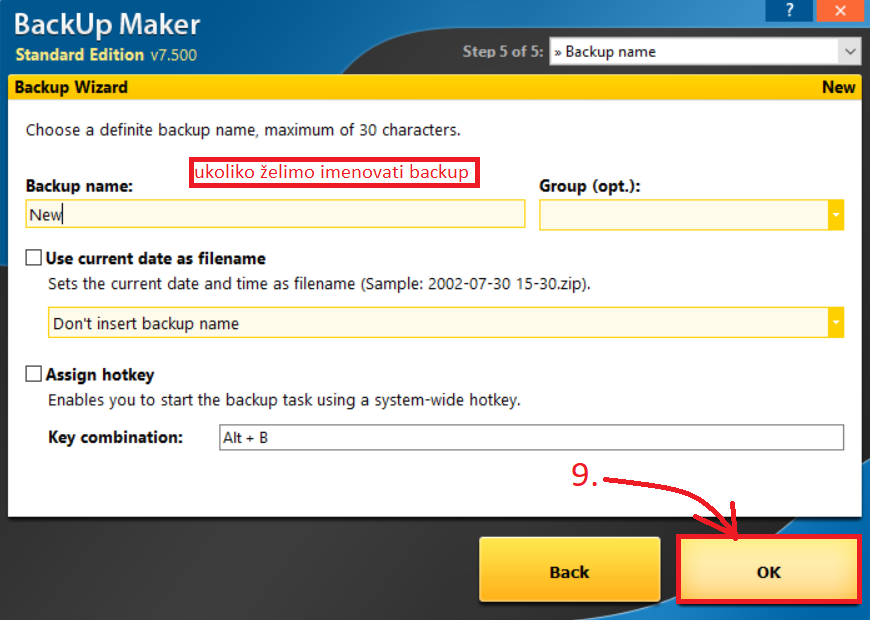 BackUp Maker
? ×
Standard Edition v7.500
Step 5 of 5: » Backup name
Backup Wizard New
Choose a definite backup name, maximum of 30 characters.
ukoliko želimo imenovati backup
Backup name: Group (opt.):
New
Use current date as filename
Sets the current date and time as filename (Sample: 2002-07-30 15-30.zip).
Don't insert backup name
Assign hotkey
Enables you to start the backup task using a system-wide hotkey.
Key combination: Alt + B
9.
Back OK